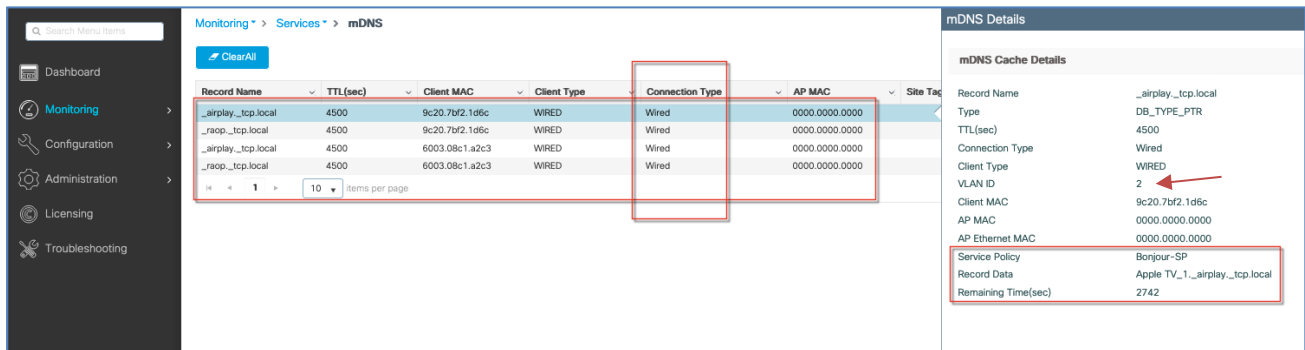 Search Menu Items
Dashboard
Monitoring
Configuration
Administration
Licensing
Troubleshooting
Monitoring > Services > mDNS
ClearAll
Record Name TTL(sec) Client MAC Client Type Connection Type AP MAC Site Tag
_airplay._tcp.local 4500 9c20.7bf2.1d6c WIRED Wired 0000.0000.0000
_raop._tcp.local 4500 9c20.7bf2.1d6c WIRED Wired 0000.0000.0000
_airplay._tcp.local 4500 6003.08c1.a2c3 WIRED Wired 0000.0000.0000
_raop._tcp.local 4500 6003.08c1.a2c3 WIRED Wired 0000.0000.0000
1 10 items per page
mDNS Details
mDNS Cache Details
Record Name _airplay._tcp.local
Type DB_TYPE_PTR
TTL(sec) 4500
Connection Type Wired
Client Type WIRED
VLAN ID 2
Client MAC 9c20.7bf2.1d6c
AP MAC 0000.0000.0000
AP Ethernet MAC 0000.0000.0000
Service Policy Bonjour-SP
Record Data Apple TV_1._airplay._tcp.local
Remaining Time(sec) 2742